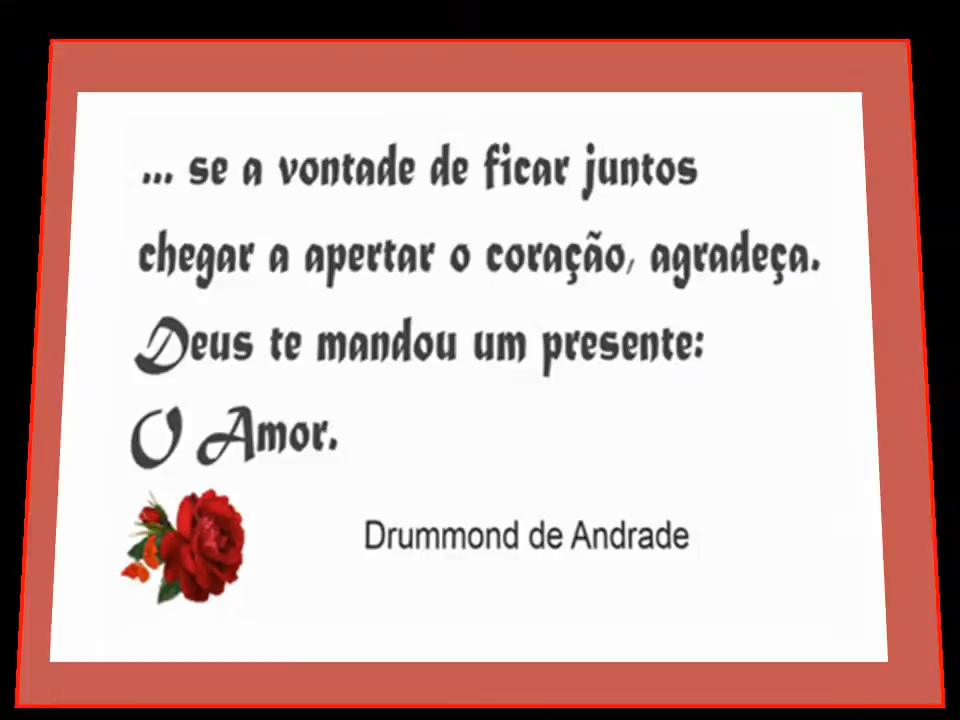 ... se a vontade de ficar juntos
chegar a apertar o coração, agradeça.
Deus te mandou um presente:
O Amor.
Drummond de Andrade